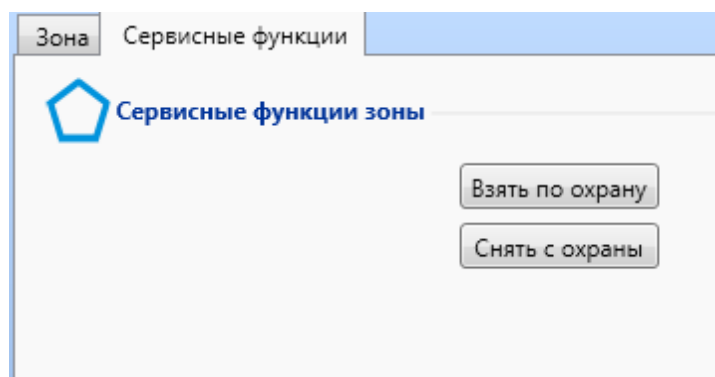 Зона Сервисные функции
Сервисные функции зоны
Взять по охрану
Снять с охраны